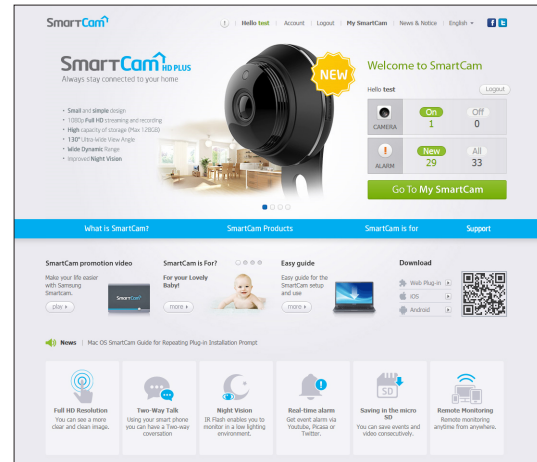 SmartCam
Hello test | Account | Logout | My SmartCam | News & Notice | English
SmartCam HD PLUS
Always stay connected to your home
NEW
• Small and simple design
• 1080p Full HD streaming and recording
• High capacity of storage (Max 120GB)
• 130° Ultra-Wide View Angle
• Wide Dynamic Range
• Improved Night Vision
Welcome to SmartCam
Hello test Logout
CAMERA On 1 Off 0
ALARM New 29 All 33
Go To My SmartCam
What is SmartCam? SmartCam Products SmartCam is for Support
SmartCam promotion video
Make your life easier
with Samsung
Smartcam.
play
SmartCam
SmartCam is For?
For your Lovely
Baby!
more
Easy guide
Easy guide for the
SmartCam setup
and use
more
Download
Web Plug-in
iOS
Android
News | Mac OS SmartCam Guide for Repeating Plug-in Installation Prompt
Full HD Resolution
You can see a more
clear and clean image.
Two-Way Talk
Using your smart phone
you can have a Two-way
coversation
Night Vision
IR Flash enables you to
monitor in a low lighting
environment.
Real-time alarm
Get event alarm via
Youtube, Picasa or
Twitter.
SD
Saving in the micro
SD
You can save events and
video consecutively.
Remote Monitoring
¡Remote monitoring
anytime from anywhere.